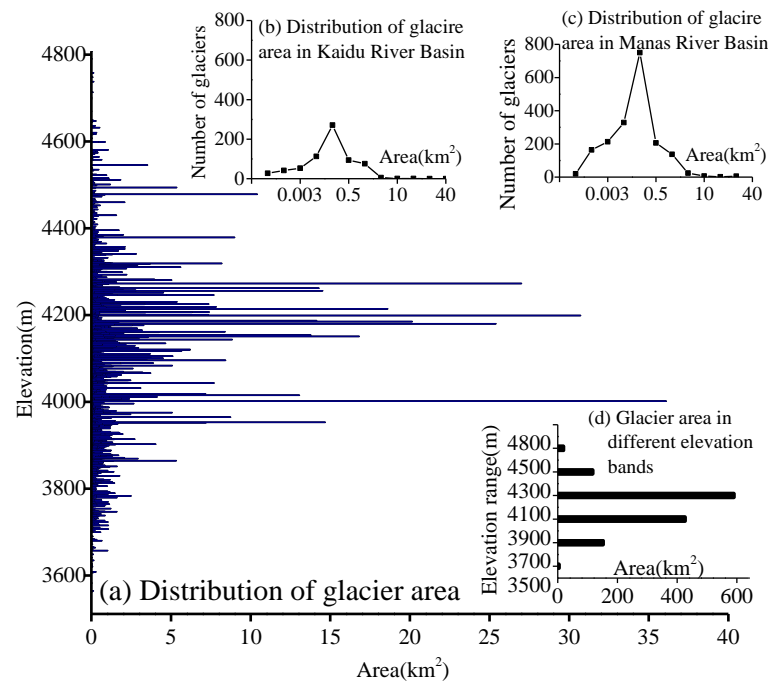 800
600
400
200
0
Number of glaciers
(b) Distribution of glacire
area in Kaidu River Basin
Area(km2)
0.003 0.5 10 40
(c) Distribution of glacire
area in Manas River Basin
800
600
400
200
0
Number of glaciers
Area(km2)
0.003 0.5 10 40
4800
4600
4400
4200
4000
3800
3600
Elevation(m)
(d) Glacier area in
different elevation
bands
4800
4500
4300
4100
3900
3700
3500
Elevation range(m)
Area(km2)
0 200 400 600
(a) Distribution of glacier area
0 5 10 15 20 25 30 35 40
Area(km2)